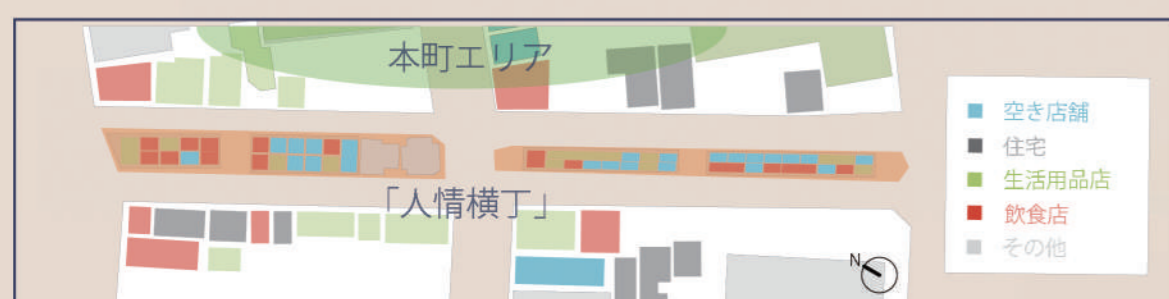 本町エリア
「人情横丁」
空き店舗
住宅
生活用品店
飲食店
その他
N